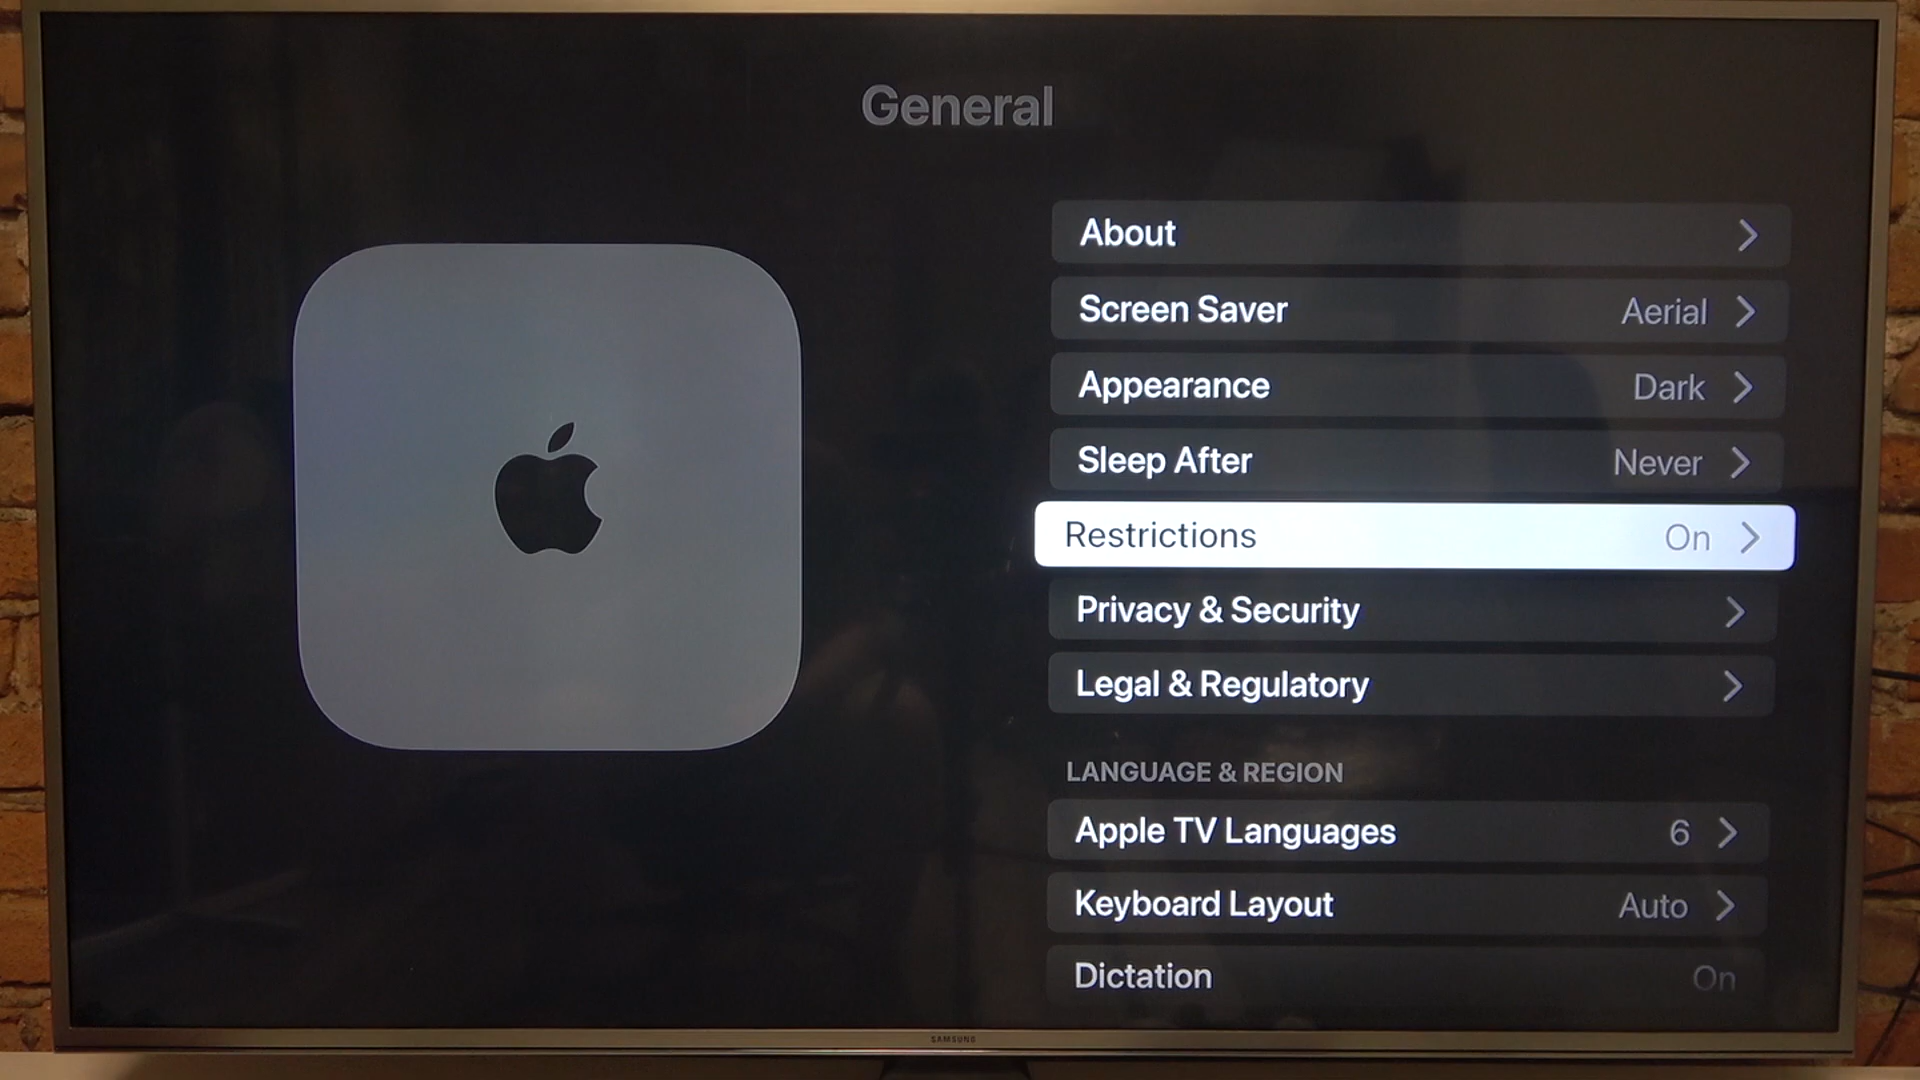 General
About
Screen Saver Aerial
Appearance Dark
Sleep After Never
Restrictions On
Privacy & Security
Legal & Regulatory
LANGUAGE & REGION
Apple TV Languages 6
Keyboard Layout Auto
Dictation On
SAMSUNG